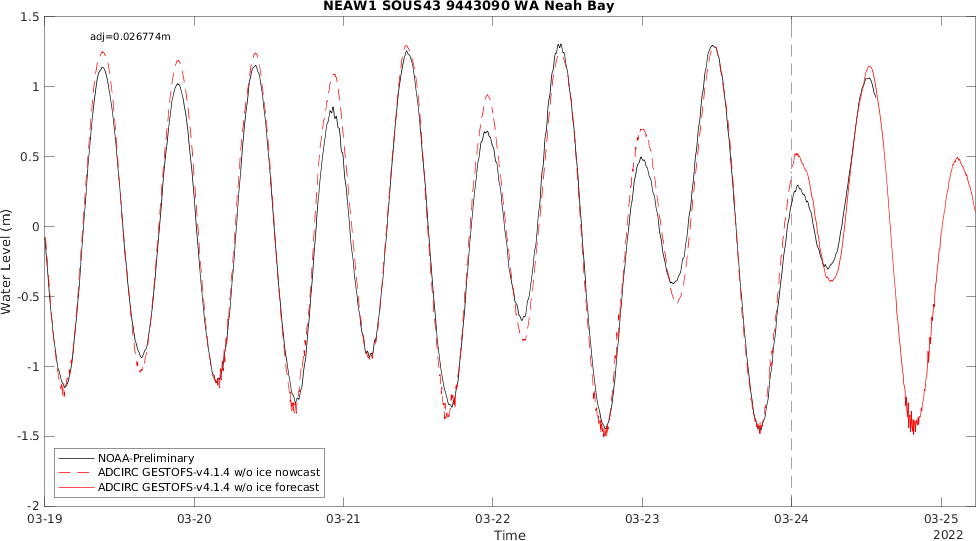 NEAW1 SOUS43 9443090 WA Neah Bay
adj=0.026774m
1.5
1
0.5
0
-0.5
-1
-1.5
-2
Water Level (m)
NOAA-Preliminary
ADCIRC GESTOFS-v4.1.4 w/o ice nowcast
ADCIRC GESTOFS-v4.1.4 w/o ice forecast
03-19 03-20 03-21 03-22 03-23 03-24 03-25
Time
2022